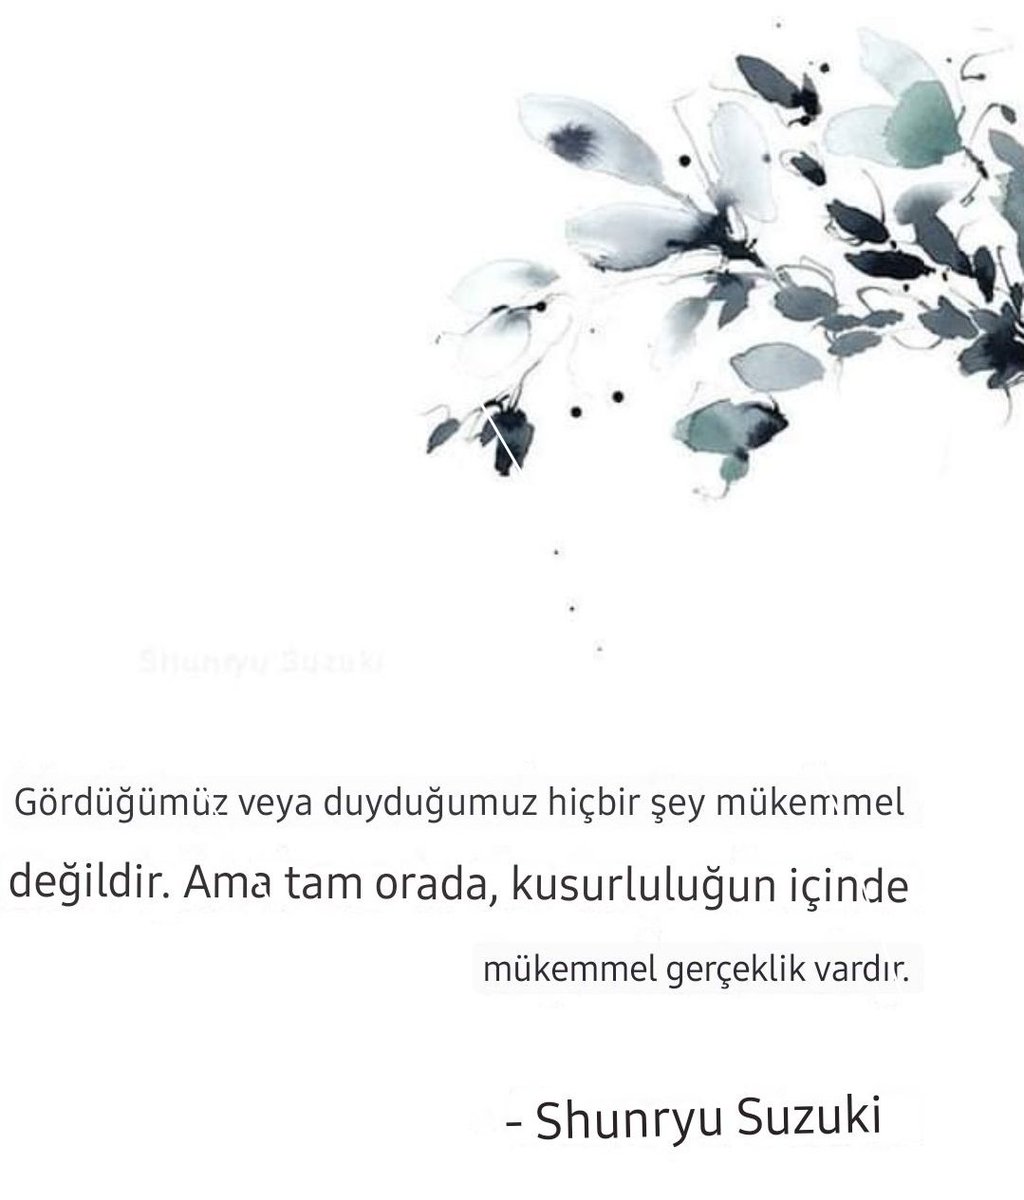 Shunryu Suzuki
Gördüğümüz veya duyduğumuz hiçbir şey mükemmel
değildir. Ama tam orada, kusurluluğun içinde
mükemmel gerçeklik vardır.
- Shunryu Suzuki